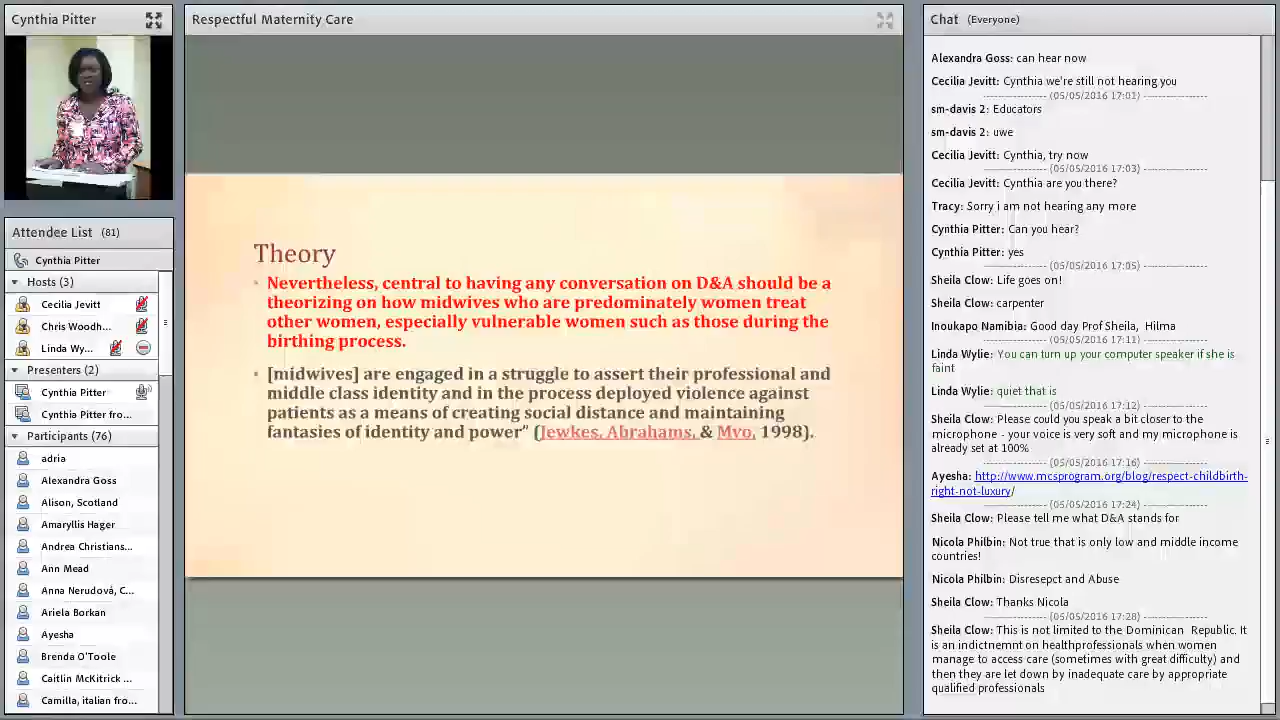 Cynthia Pitter
Attendee List (81)
Cynthia Pitter
Hosts (3)
Cecilia Jevitt
Chris Woodh...
Linda Wy...
Presenters (2)
Cynthia Pitter
Cynthia Pitter fro...
Participants (76)
adria
Alexandra Goss
Alison, Scotland
Amaryllis Hager
Andrea Christians...
Ann Mead
Anna Nerudová, C...
Ariela Borkan
Ayesha
Brenda O'Toole
Caitlin McKitrick ...
Camilla, italian fro...
Respectful Maternity Care
Theory
Nevertheless, central to having any conversation on D&A should be a
theorizing on how midwives who are predominately women treat
other women, especially vulnerable women such as those during the
birthing process.
[midwives] are engaged in a struggle to assert their professional and
middle class identity and in the process deployed violence against
patients as a means of creating social distance and maintaining
fantasies of identity and power” (Jewkes, Abrahams, & Mvo, 1998).
Chat (Everyone)
Alexandra Goss: can hear now
Cecilia Jevitt: Cynthia we're still not hearing you
(05/05/2016 17:01)
sm-davis 2: Educators
sm-davis 2: uwe
Cecilia Jevitt: Cynthia, try now
(05/05/2016 17:03)
Cecilia Jevitt: Cynthia are you there?
Tracy: Sorry i am not hearing any more
Cynthia Pitter: Can you hear?
Cynthia Pitter: yes
(05/05/2016 17:05)
Sheila Clow: Life goes on!
Sheila Clow: carpenter
Inoukapo Namibia: Good day Prof Sheila, Hilma
(05/05/2016 17:11)
Linda Wylie: You can turn up your computer speaker if she is
faint
Linda Wylie: quiet that is
(05/05/2016 17:12)
Sheila Clow: Please could you speak a bit closer to the
microphone - your voice is very soft and my microphone is
already set at 100%
(05/05/2016 17:16)
Ayesha: http://www.mcsprogram.org/blog/respect-childbirth-
right-not-luxury/
(05/05/2016 17:24)
Sheila Clow: Please tell me what D&A stands for
Nicola Philbin: Not true that is only low and middle income
countries!
Nicola Philbin: Disresepct and Abuse
Sheila Clow: Thanks Nicola
(05/05/2016 17:28)
Sheila Clow: This is not limited to the Dominican Republic. It
is an indictnemnt on healthprofessionals when women
manage to access care (sometimes with great difficulty) and
then they are let down by inadequate care by appropriate
qualified professionals